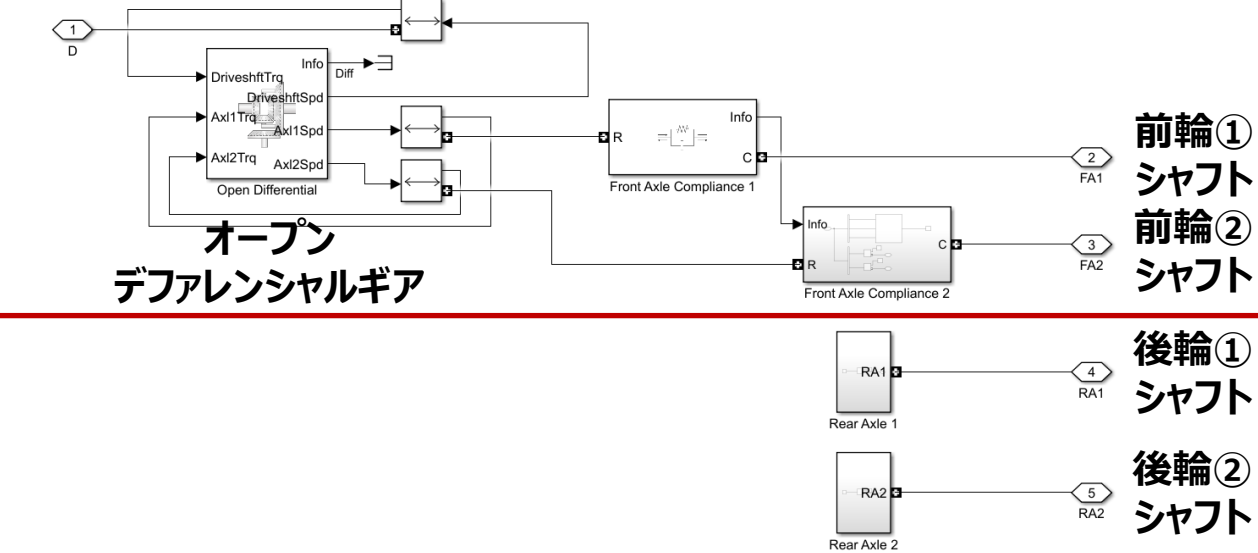 1
D
DriveshftTrq
Axl1Trq
Axl2Trq
Info
DriveshftSpd
Axl1Spd
Axl2Spd
Diff
Open Differential
オープン
デファレンシャルギア
R
Info
C
Front Axle Compliance 1
Info
R
C
Front Axle Compliance 2
2
FA1
3
FA2
前輪①
シャフト
前輪②
シャフト
RA1
Rear Axle 1
4
RA1
後輪①
シャフト
RA2
Rear Axle 2
5
RA2
後輪②
シャフト